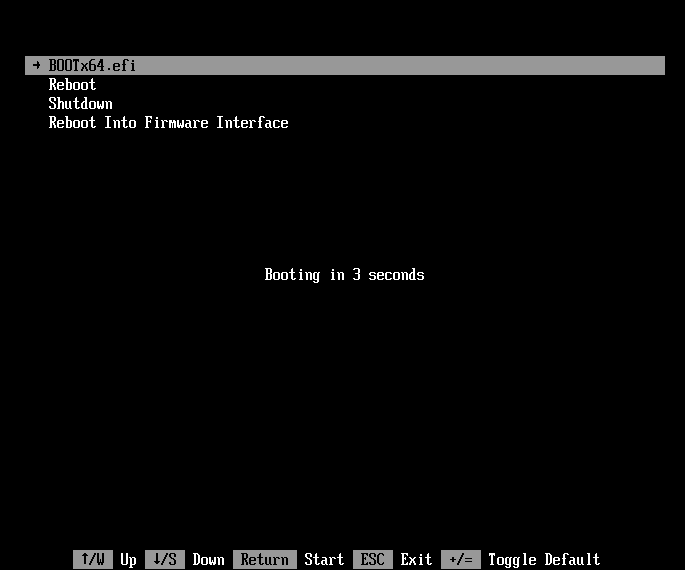 → BOOTx64.efi
Reboot
Shutdown
Reboot Into Firmware Interface
Booting in 3 seconds
↑/W Up ↓/S Down Return Start ESC Exit +/= Toggle Default